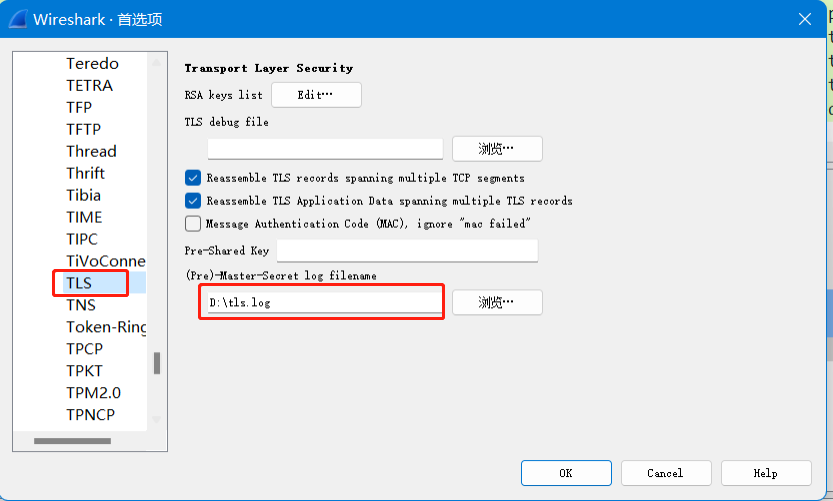 Wireshark · 首选项
Teredo
TETRA
TFP
TFTP
Thread
Thrift
Tibia
TIME
TIPC
TiVoConne
TLS
TNS
Token-Ring
TPCP
TPKT
TPM2.0
TPNCP
Transport Layer Security
RSA keys list
Edit…
TLS debug file
浏览…
Reassemble TLS records spanning multiple TCP segments
Reassemble TLS Application Data spanning multiple TLS records
Message Authentication Code (MAC), ignore "mac failed"
Pre-Shared Key
(Pre)-Master-Secret log filename
D:\tls.log
浏览…
OK
Cancel
Help